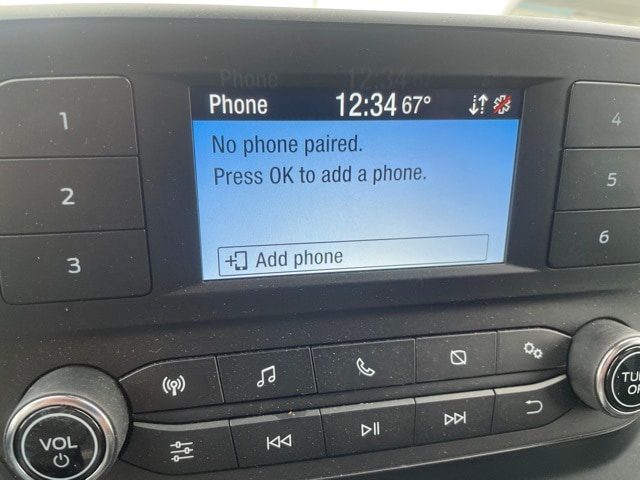 Phone 12:34 67°
No phone paired.
Press OK to add a phone.
Add phone
1
2
3
4
5
6
VOL